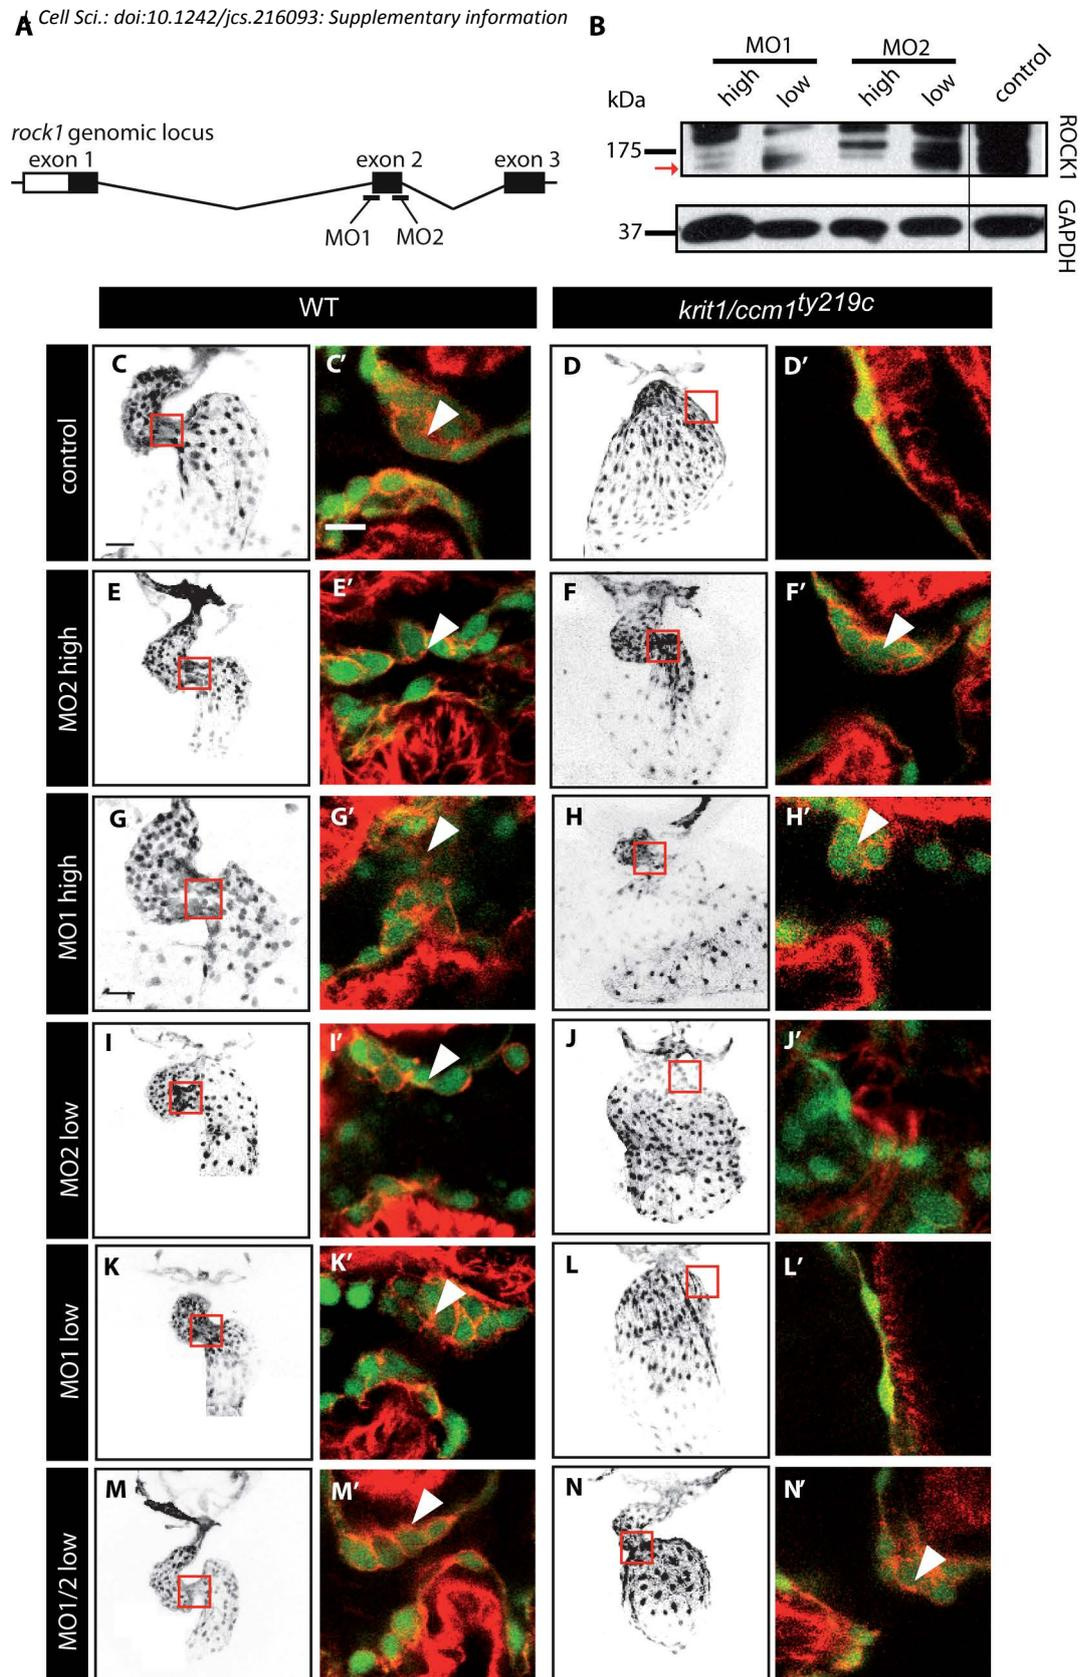 J. Cell Sci.: doi:10.1242/jcs.216093: Supplementary information
A
rock1 genomic locus
exon 1
exon 2
exon 3
MO1
MO2
B
MO1
MO2
kDa
high
low
high
low
control
175
ROCK1
37
GAPDH
WT
krit1/ccm1ty219c
control
C
C′
D
D′
MO2 high
E
E′
F
F′
MO1 high
G
G′
H
H′
MO2 low
I
I′
J
J′
MO1 low
K
K′
L
L′
MO1/2 low
M
M′
N
N′